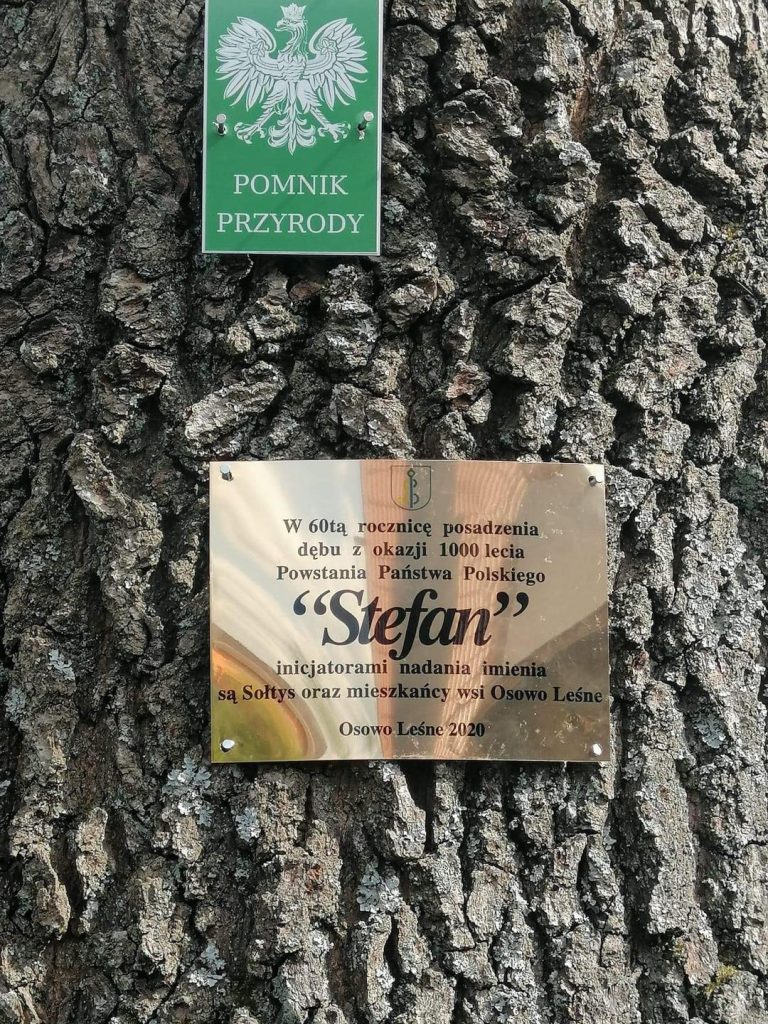 POMNIK
PRZYRODY
W 60tą rocznicę posadzenia
dębu z okazji 1000 lecia
Powstania Państwa Polskiego
“Stefan”
inicjatorami nadania imienia
są Sołtys oraz mieszkańcy wsi Osowo Leśne
Osowo Leśne 2020